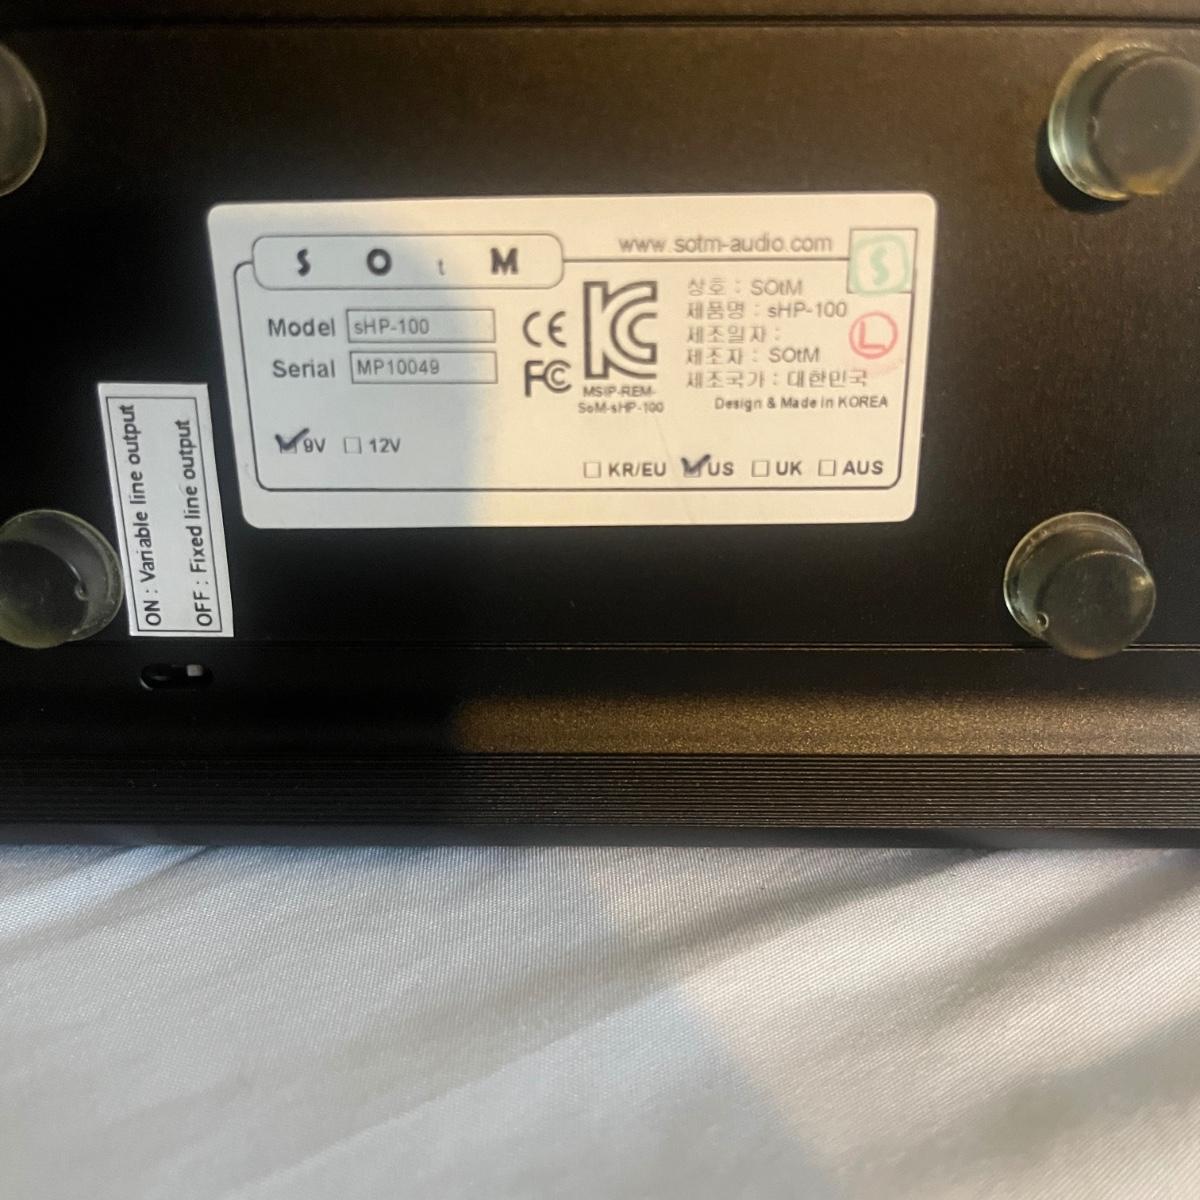 S O t M
www.sotm-audio.com
S
Model sHP-100
Serial MP10049
CE
FC
KC
MSIP-REM-
SoM-sHP-100
상호 : SOtM
제품명 : sHP-100
제조일자 :
제조자 : SOtM
제조국가 : 대한민국
L
Design & Made in KOREA
☑ 9V ☐ 12V
☐ KR/EU ☑ US ☐ UK ☐ AUS
ON : Variable line output
OFF : Fixed line output